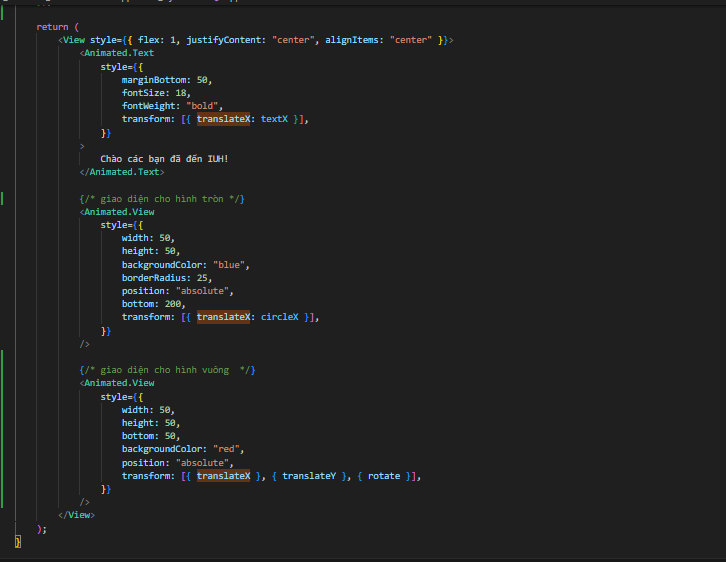 return (
<View style={{ flex: 1, justifyContent: "center", alignItems: "center" }}>
<Animated.Text
style={{
marginBottom: 50,
fontSize: 18,
fontWeight: "bold",
transform: [{ translateX: textX }],
}}
>
Chào các bạn đã đến IUH!
</Animated.Text>
{/* giao diện cho hình tròn */}
<Animated.View
style={{
width: 50,
height: 50,
backgroundColor: "blue",
borderRadius: 25,
position: "absolute",
bottom: 200,
transform: [{ translateX: circleX }],
}}
/>
{/* giao diện cho hình vuông  */}
<Animated.View
style={{
width: 50,
height: 50,
bottom: 50,
backgroundColor: "red",
position: "absolute",
transform: [{ translateX }, { translateY }, { rotate }],
}}
/>
</View>
);
}